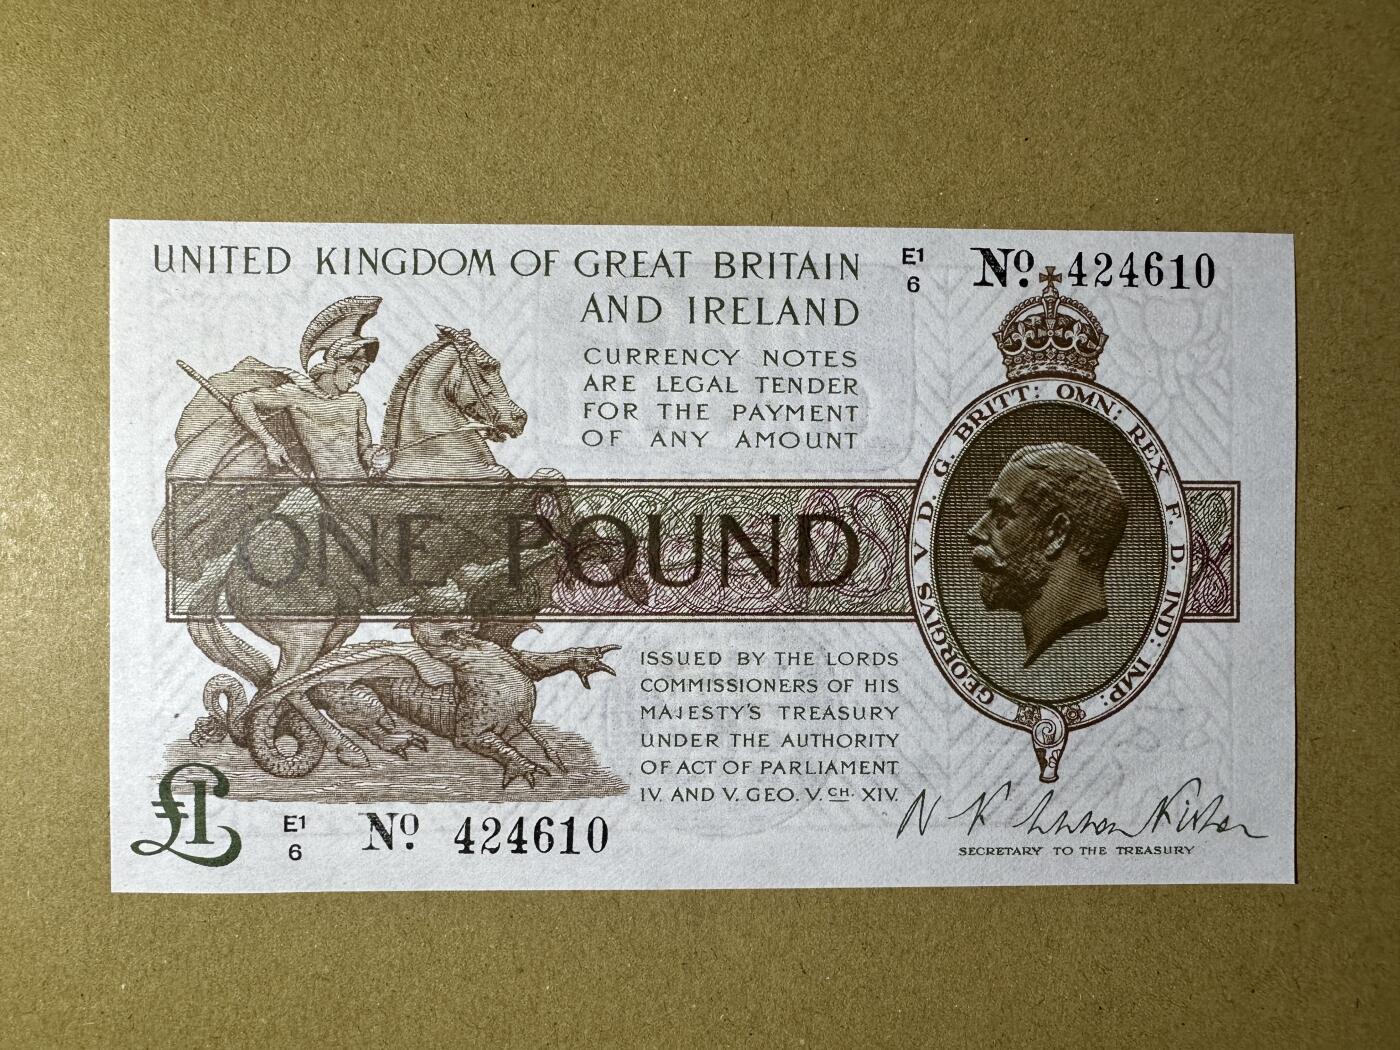 UNITED KINGDOM OF GREAT BRITAIN
AND IRELAND
E1
6
Nº 424610
CURRENCY NOTES
ARE LEGAL TENDER
FOR THE PAYMENT
OF ANY AMOUNT
GEORGIVS V D. G. BRITT: OMN: REX F. D. IND: IMP:
ONE POUND
ISSUED BY THE LORDS
COMMISSIONERS OF HIS
MAJESTY'S TREASURY
UNDER THE AUTHORITY
OF ACT OF PARLIAMENT
IV. AND V. GEO. V. CH. XIV.
£1
E1
6
Nº 424610
N F Warren Fisher
SECRETARY TO THE TREASURY